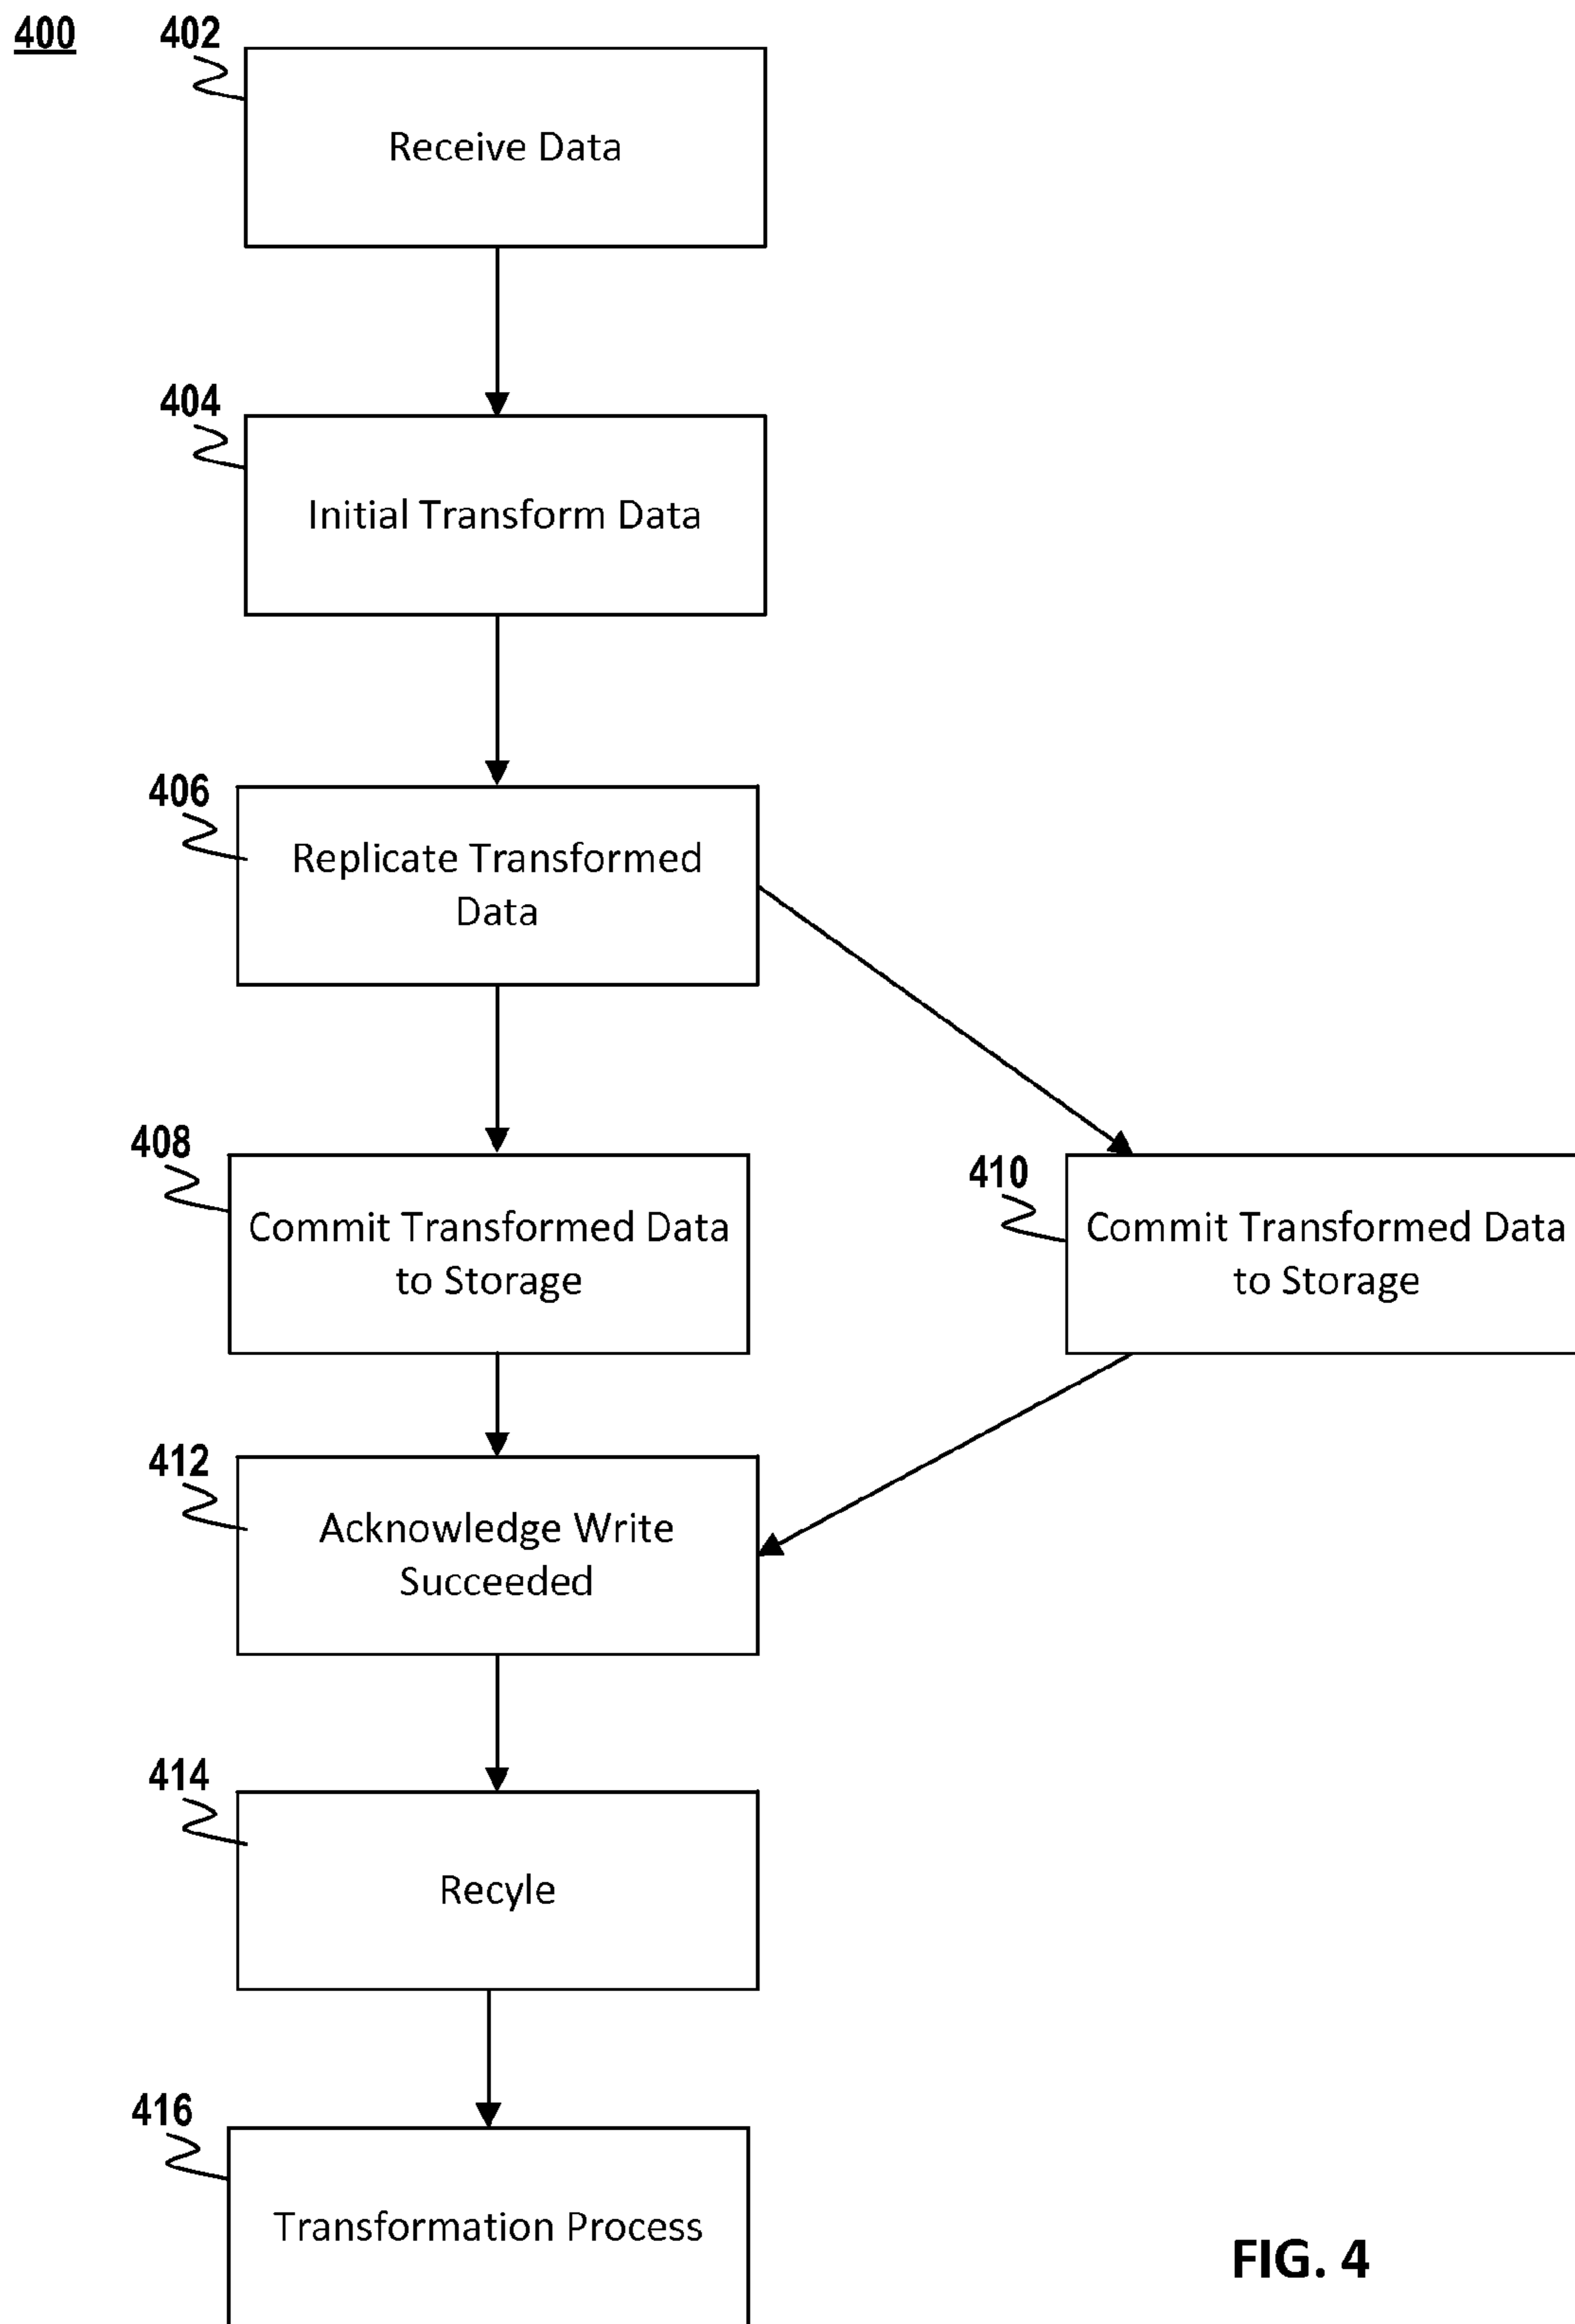 400
402
Receive Data
404
Initial Transform Data
406
Replicate Transformed
Data
408
Commit Transformed Data
to Storage
410
Commit Transformed Data
to Storage
412
Acknowledge Write
Succeeded
414
Recyle
416
Transformation Process
FIG. 4